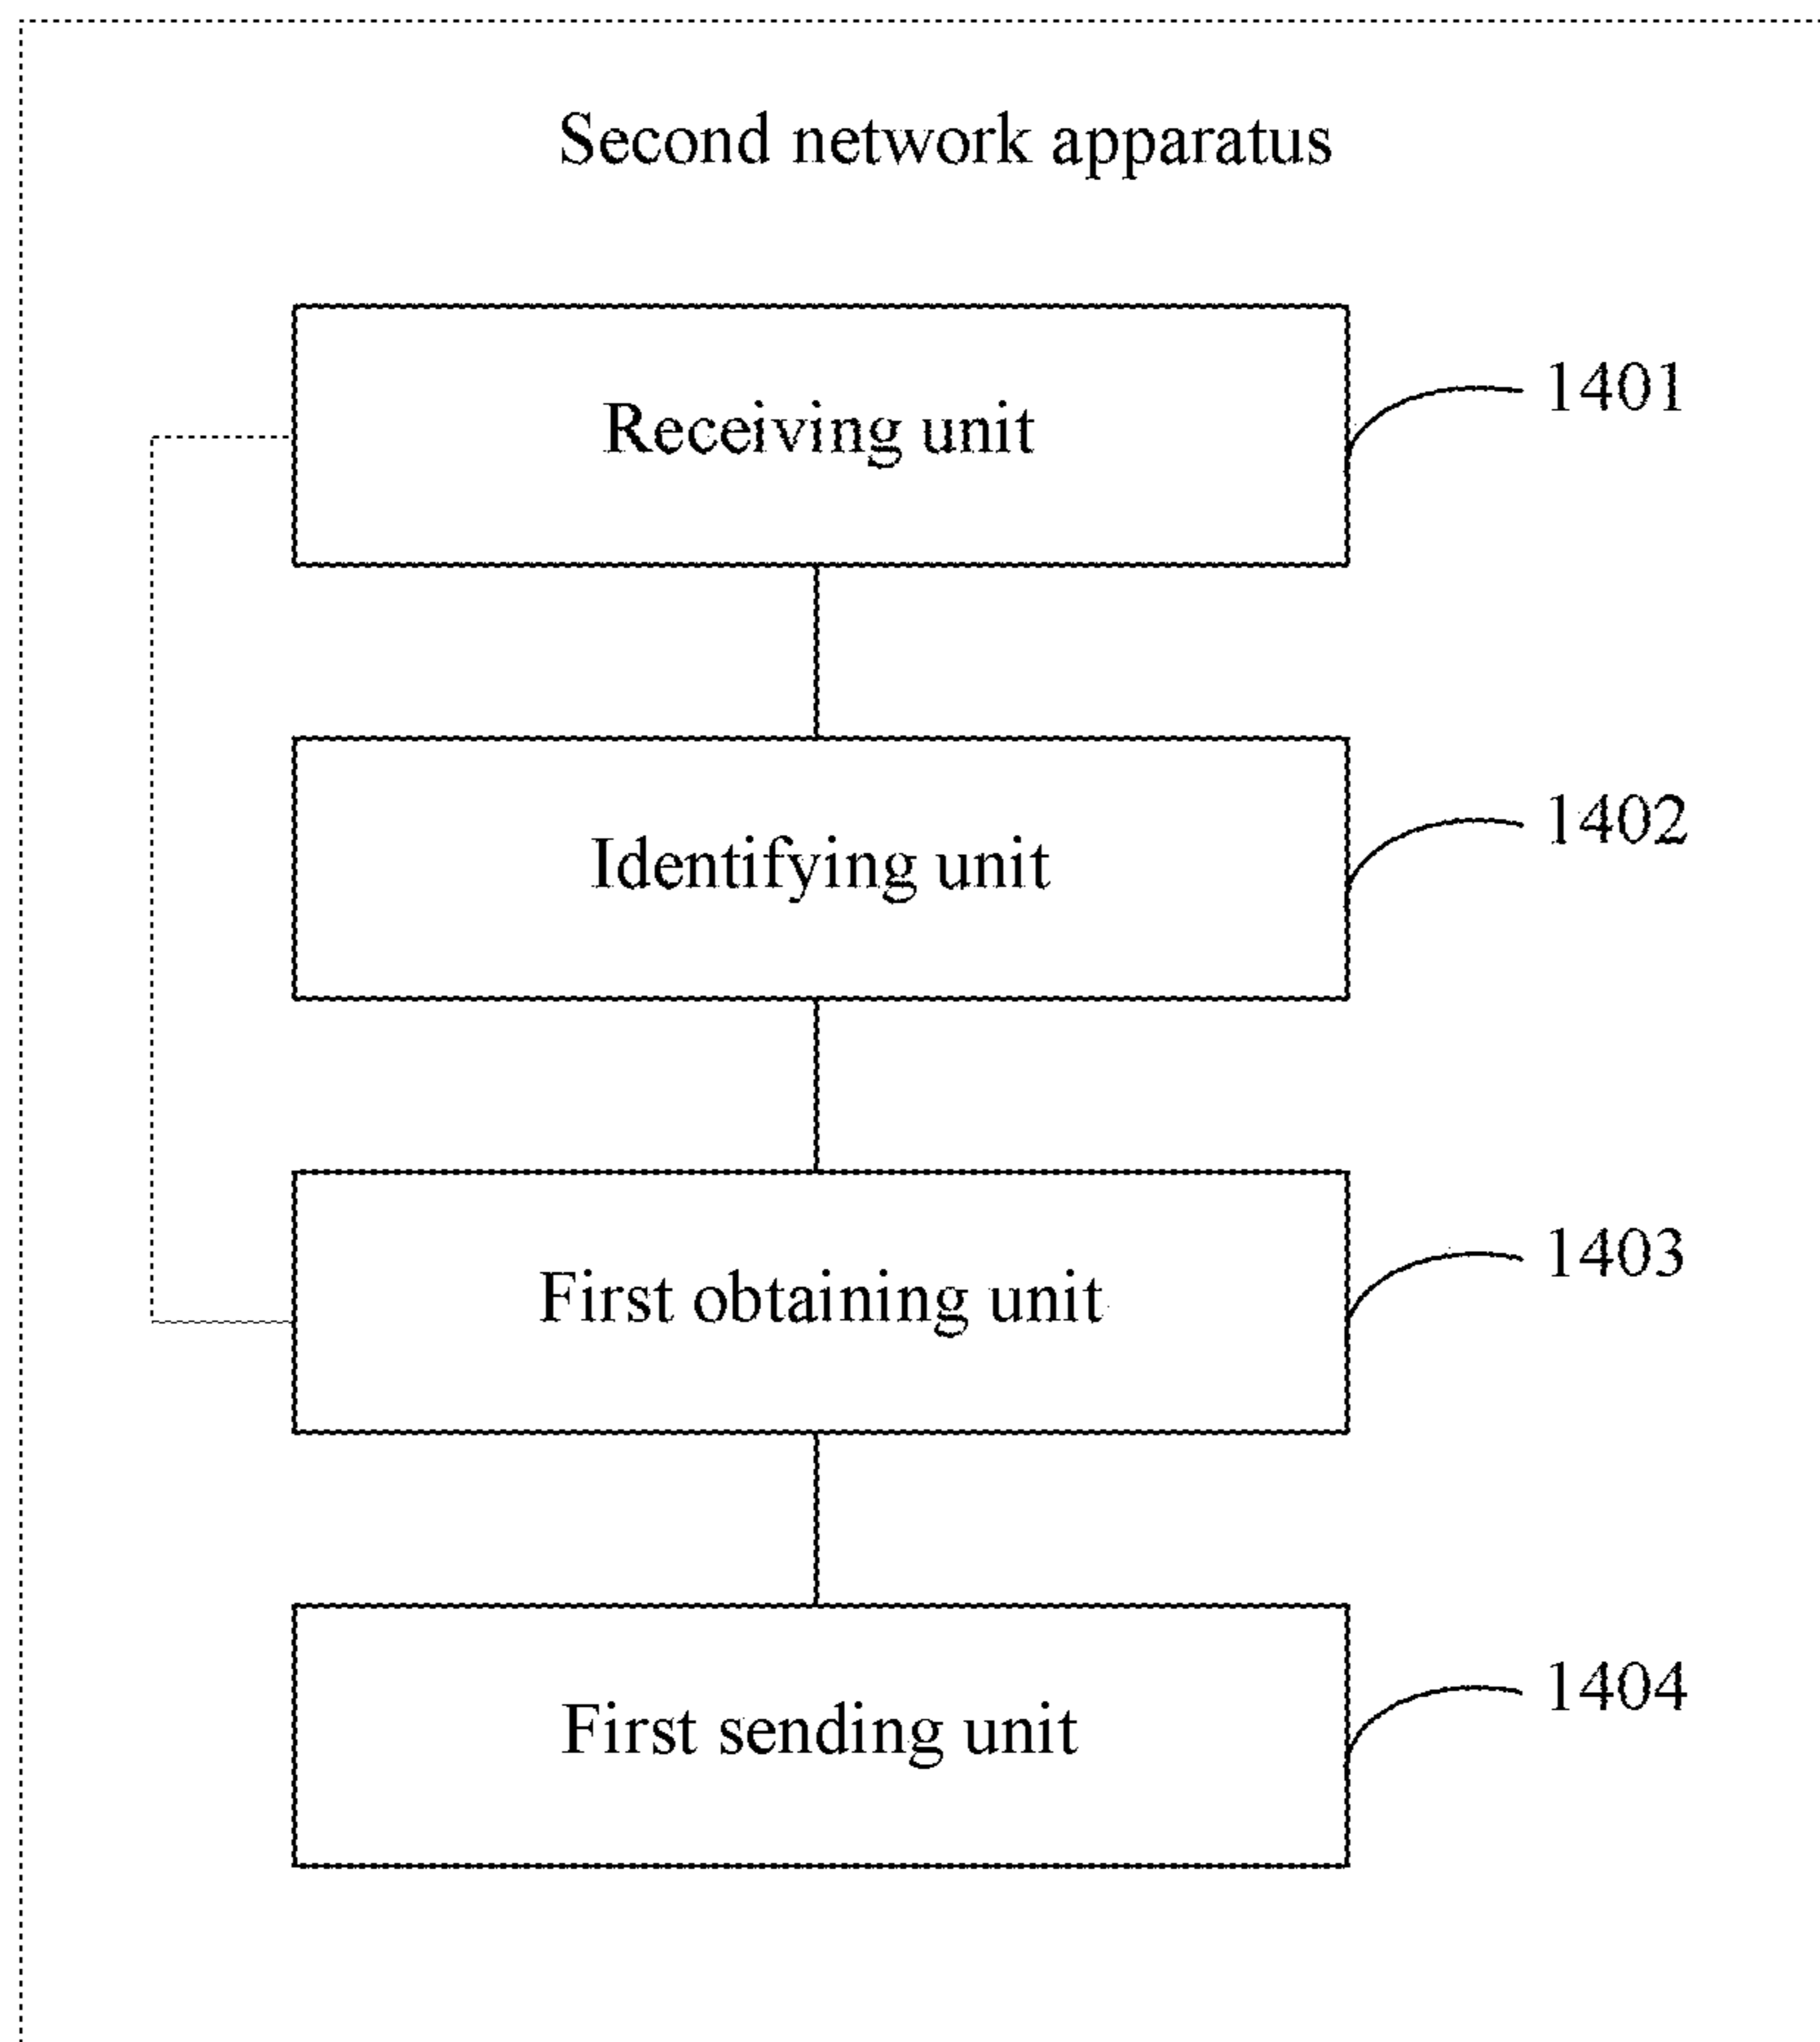 Second network apparatus
Receiving unit
1401
Identifying unit
1402
First obtaining unit
1403
First sending unit
1404